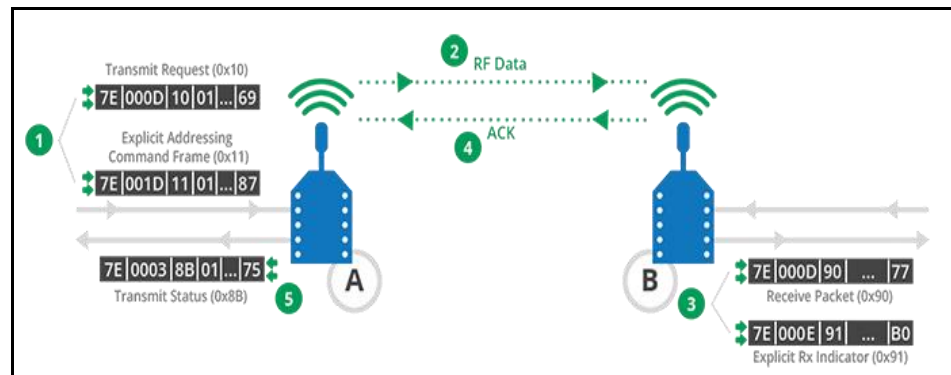 Transmit Request (0x10)
7E 000D 10 01 ... 69
1
Explicit Addressing
Command Frame (0x11)
7E 001D 11 01 ... 87
2
RF Data
4
ACK
7E 0003 8B 01 ... 75
Transmit Status (0x8B)
5
A
B
3
7E 000D 90 ... 77
Receive Packet (0x90)
7E 000E 91 ... B0
Explicit Rx Indicator (0x91)